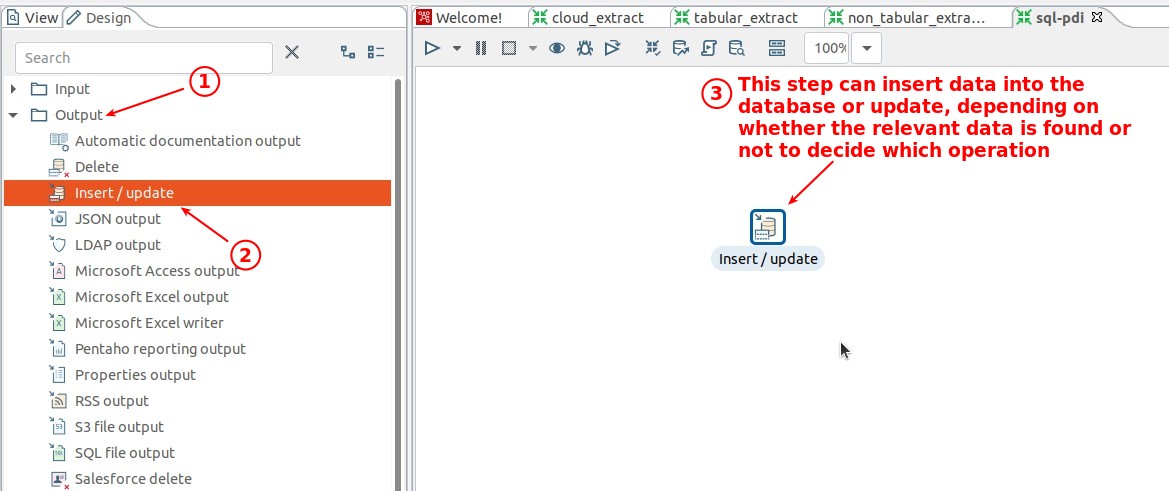 View
Design
Welcome!
cloud_extract
tabular_extract
non_tabular_extra...
sql-pdi
Search
100%
Input
Output
1
Automatic documentation output
Delete
Insert / update
JSON output
LDAP output
2
Microsoft Access output
Microsoft Excel output
Microsoft Excel writer
Pentaho reporting output
Properties output
RSS output
S3 file output
SQL file output
Salesforce delete
3
This step can insert data into the
database or update, depending on
whether the relevant data is found or
not to decide which operation
Insert / update